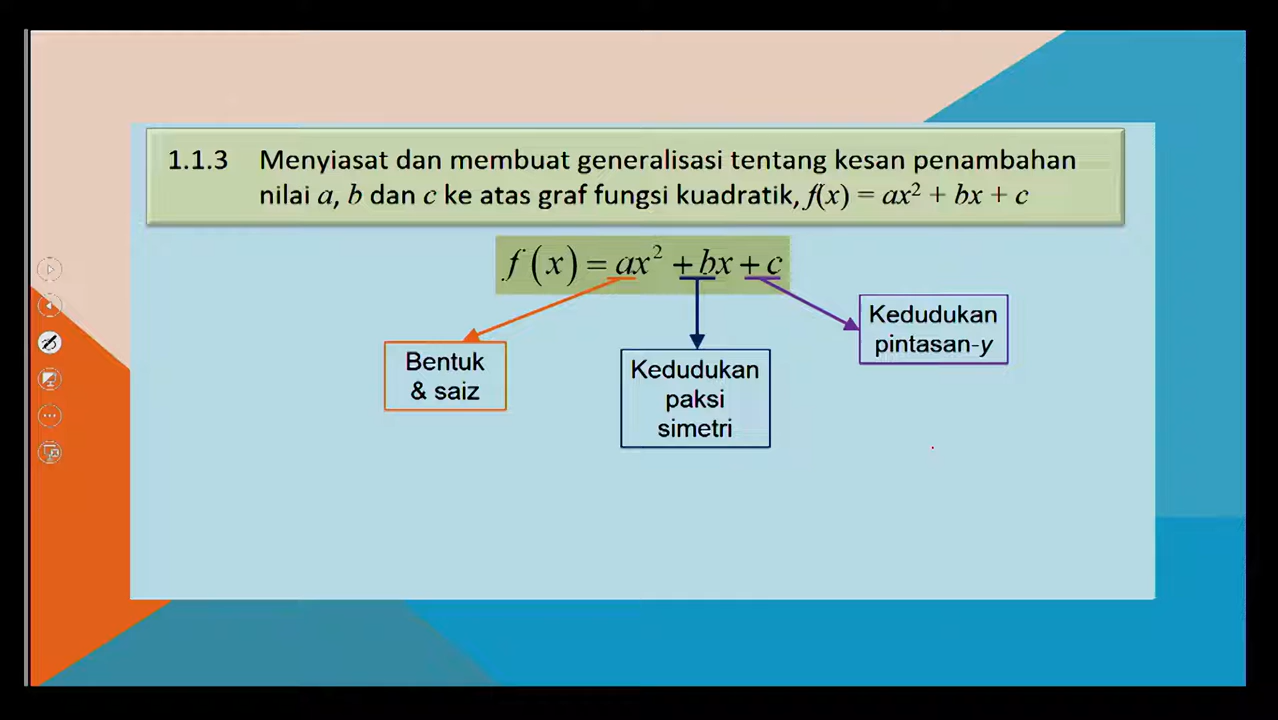 1.1.3 Menyiasat dan membuat generalisasi tentang kesan penambahan
nilai a, b dan c ke atas graf fungsi kuadratik, f(x) = ax² + bx + c
f(x) = ax² + bx + c
Kedudukan
pintasan-y
Bentuk
& saiz
Kedudukan
paksi
simetri